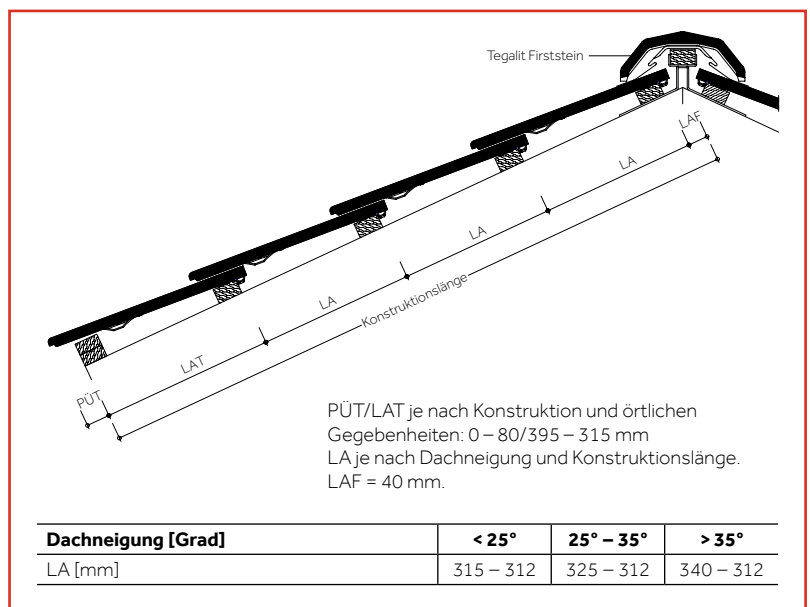 Tegalit Firststein
LAF
LA
LA
LA
Konstruktionslänge
LAT
PÜT
PÜT/LAT je nach Konstruktion und örtlichen
Gegebenheiten: 0 – 80/395 – 315 mm
LA je nach Dachneigung und Konstruktionslänge.
LAF = 40 mm.
Dachneigung [Grad] < 25° 25° – 35° > 35°
LA [mm] 315 – 312 325 – 312 340 – 312